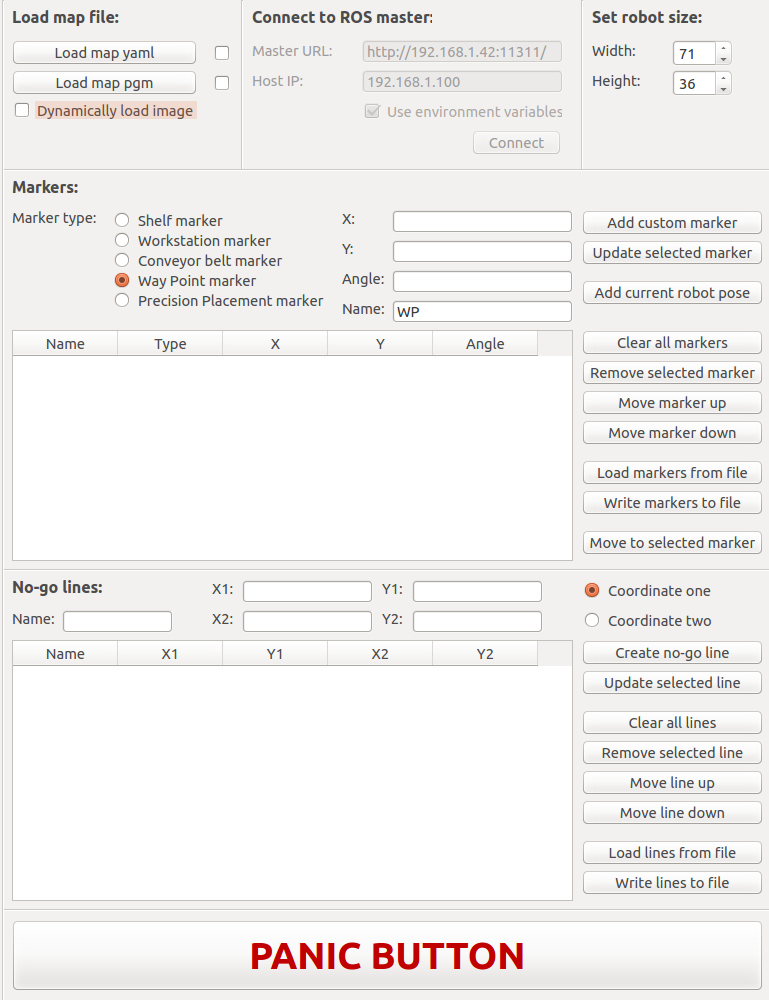 Load map file:
Load map yaml
Load map pgm
Dynamically load image
Connect to ROS master:
Master URL: http://192.168.1.42:11311/
Host IP: 192.168.1.100
Use environment variables
Connect
Set robot size:
Width: 71
Height: 36
Markers:
Marker type:
Shelf marker
Workstation marker
Conveyor belt marker
Way Point marker
Precision Placement marker
X:
Y:
Angle:
Name: WP
Add custom marker
Update selected marker
Add current robot pose
Name Type X Y Angle
Clear all markers
Remove selected marker
Move marker up
Move marker down
Load markers from file
Write markers to file
Move to selected marker
No-go lines:
X1: Y1:
Name: X2: Y2:
Coordinate one
Coordinate two
Name X1 Y1 X2 Y2
Create no-go line
Update selected line
Clear all lines
Remove selected line
Move line up
Move line down
Load lines from file
Write lines to file
PANIC BUTTON